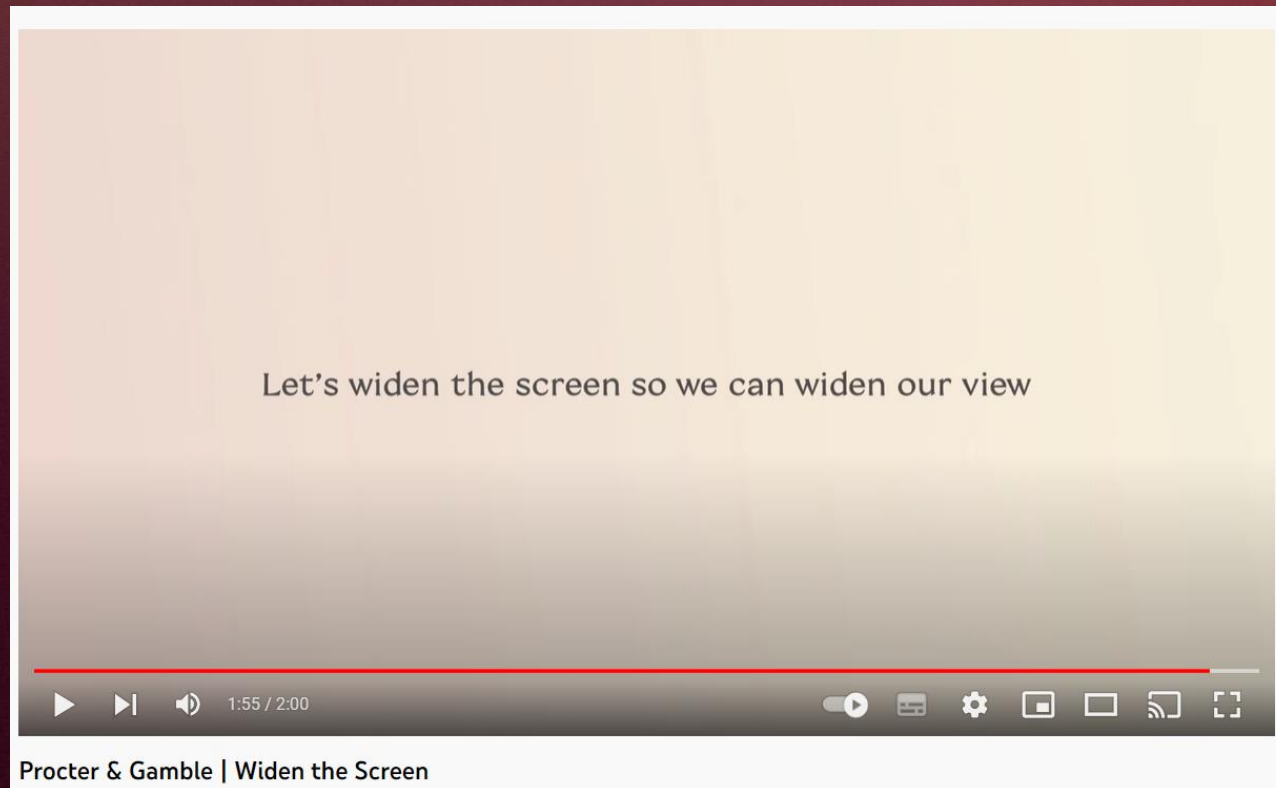 Let's widen the screen so we can widen our view
1:55 / 2:00
Procter & Gamble | Widen the Screen